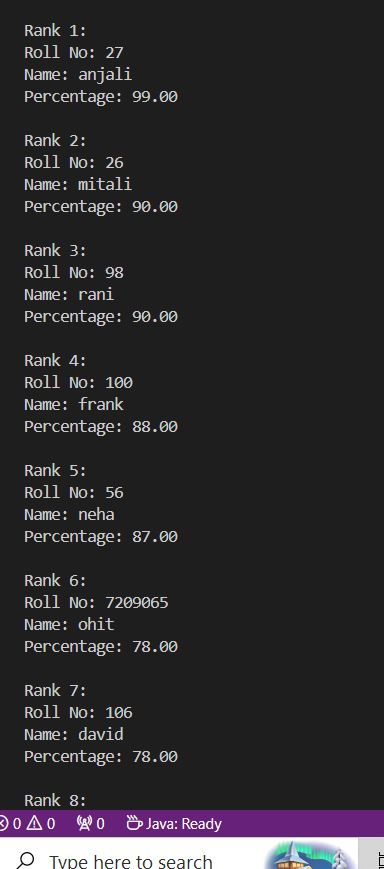 Rank 1:
Roll No: 27
Name: anjali
Percentage: 99.00
Rank 2:
Roll No: 26
Name: mitali
Percentage: 90.00
Rank 3:
Roll No: 98
Name: rani
Percentage: 90.00
Rank 4:
Roll No: 100
Name: frank
Percentage: 88.00
Rank 5:
Roll No: 56
Name: neha
Percentage: 87.00
Rank 6:
Roll No: 7209065
Name: ohit
Percentage: 78.00
Rank 7:
Roll No: 106
Name: david
Percentage: 78.00
Rank 8:
0 0 0 Java: Ready
Type here to search